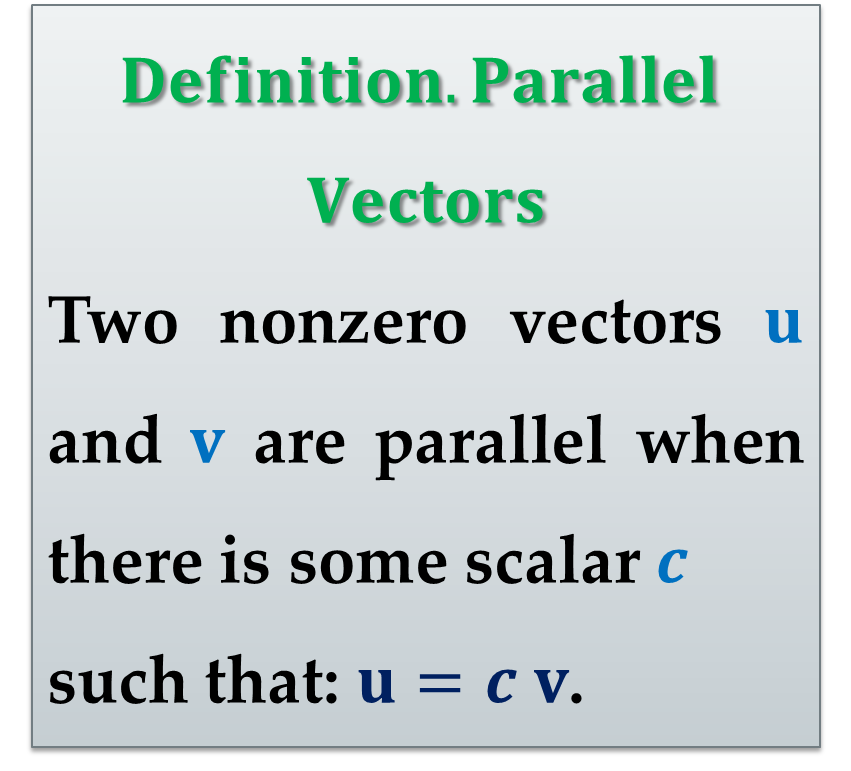 Definition. Parallel
Vectors
Two nonzero vectors u
and v are parallel when
there is some scalar c
such that: u = c v.